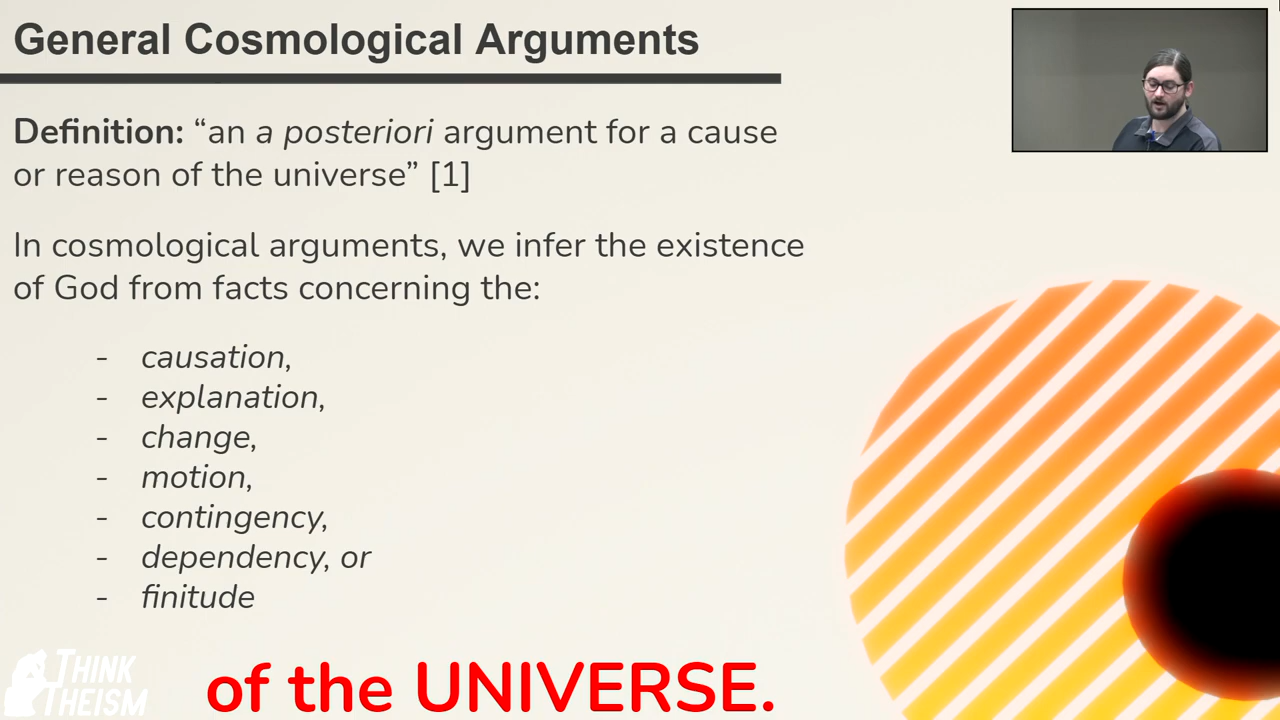 General Cosmological Arguments
Definition: “an a posteriori argument for a cause
or reason of the universe” [1]
In cosmological arguments, we infer the existence
of God from facts concerning the:
- causation,
- explanation,
- change,
- motion,
- contingency,
- dependency, or
- finitude
of the UNIVERSE.
THINK
THEISM